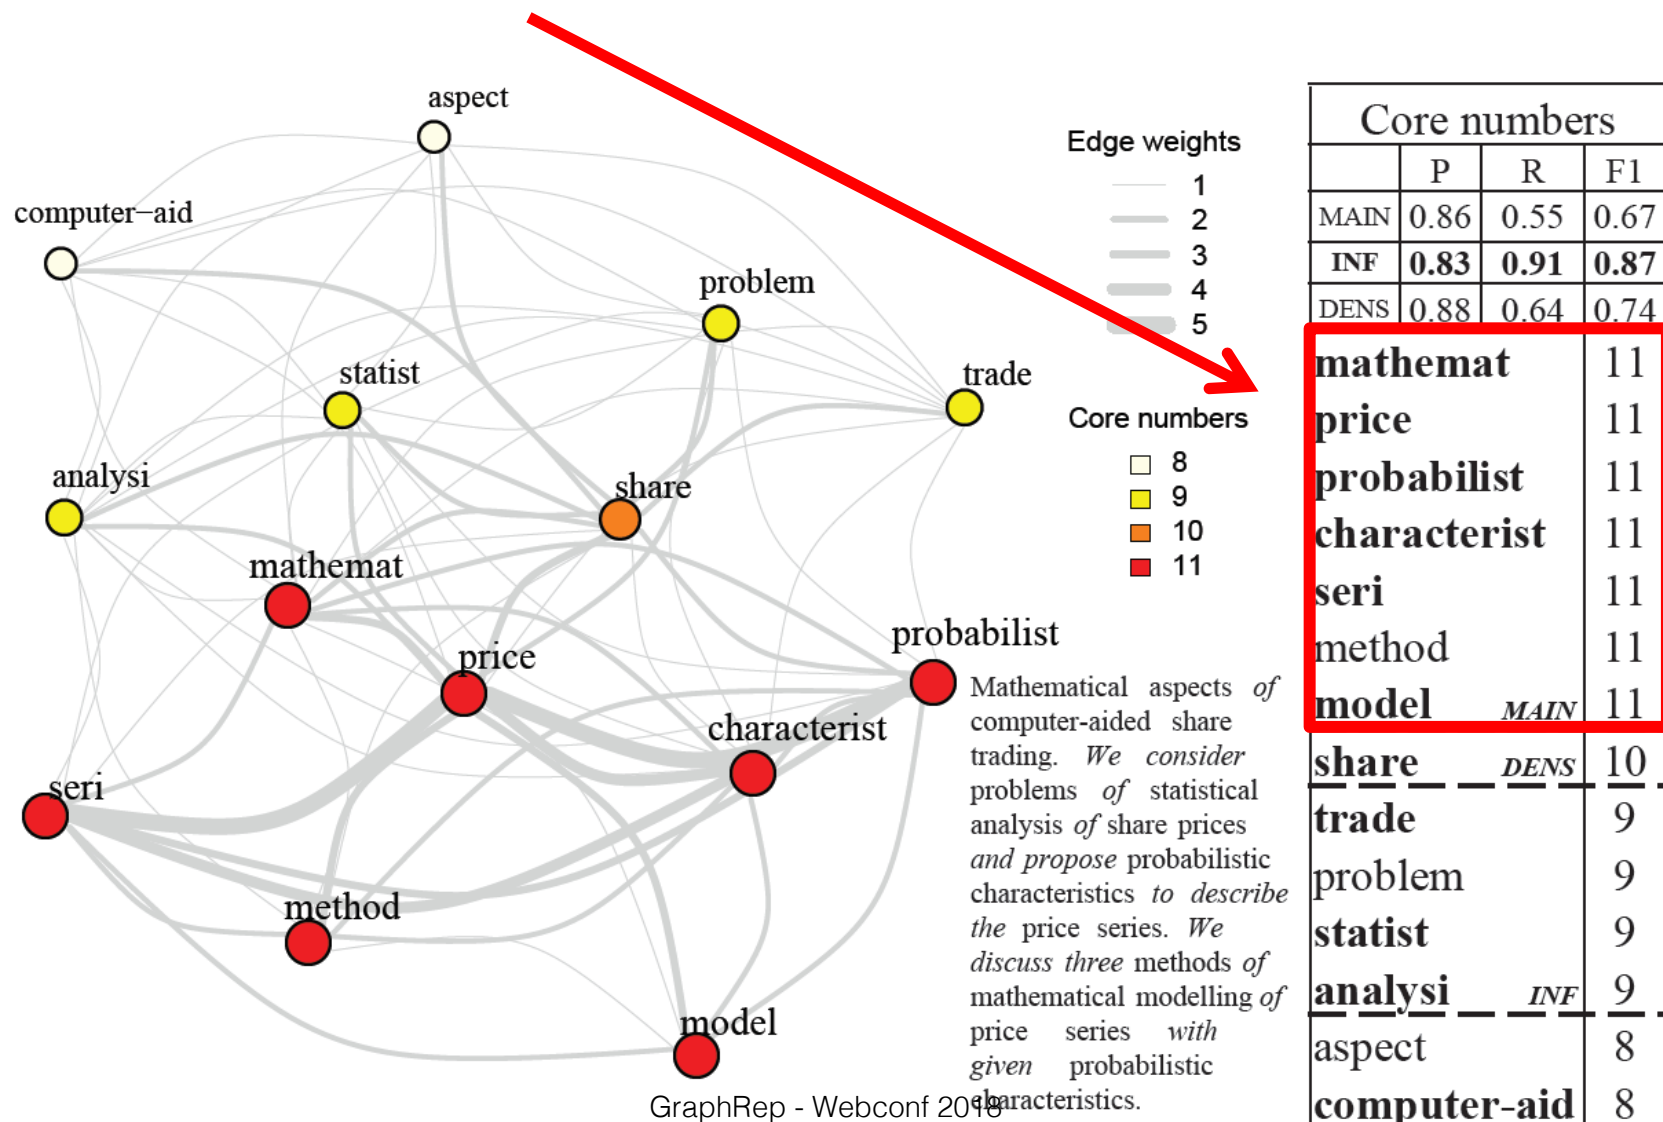 aspect
computer−aid
problem
statist
trade
analysi
share
mathemat
price
probabilist
characterist
seri
method
model
Edge weights
1
2
3
4
5
Core numbers
8
9
10
11
Mathematical aspects of
computer-aided share
trading. We consider
problems of statistical
analysis of share prices
and propose probabilistic
characteristics to describe
the price series. We
discuss three methods of
mathematical modelling of
price series with
given probabilistic
characteristics.
GraphRep - Webconf 2018
Core numbers
P R F1
MAIN 0.86 0.55 0.67
INF 0.83 0.91 0.87
DENS 0.88 0.64 0.74
mathemat 11
price 11
probabilist 11
characterist 11
seri 11
method 11
model MAIN 11
share DENS 10
trade 9
problem 9
statist 9
analysi INF 9
aspect 8
computer-aid 8